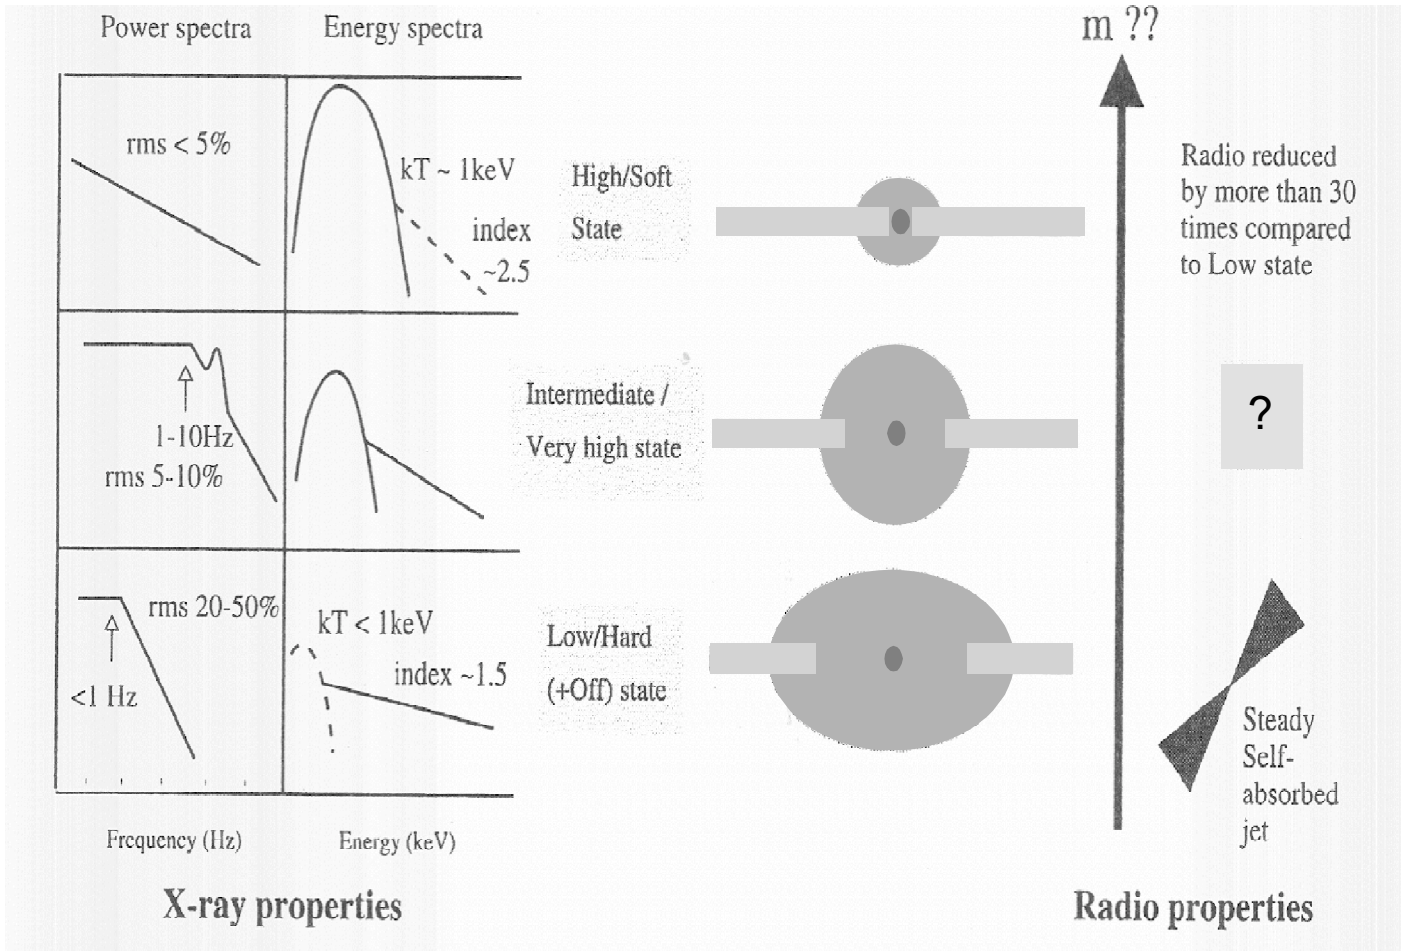 Power spectra
Energy spectra
m ??
rms < 5%
kT ~ 1keV
index
~2.5
High/Soft
State
Radio reduced
by more than 30
times compared
to Low state
1-10Hz
rms 5-10%
Intermediate /
Very high state
?
rms 20-50%
<1 Hz
kT < 1keV
index ~1.5
Low/Hard
(+Off) state
Steady
Self-
absorbed
jet
Frequency (Hz)
Energy (keV)
X-ray properties
Radio properties